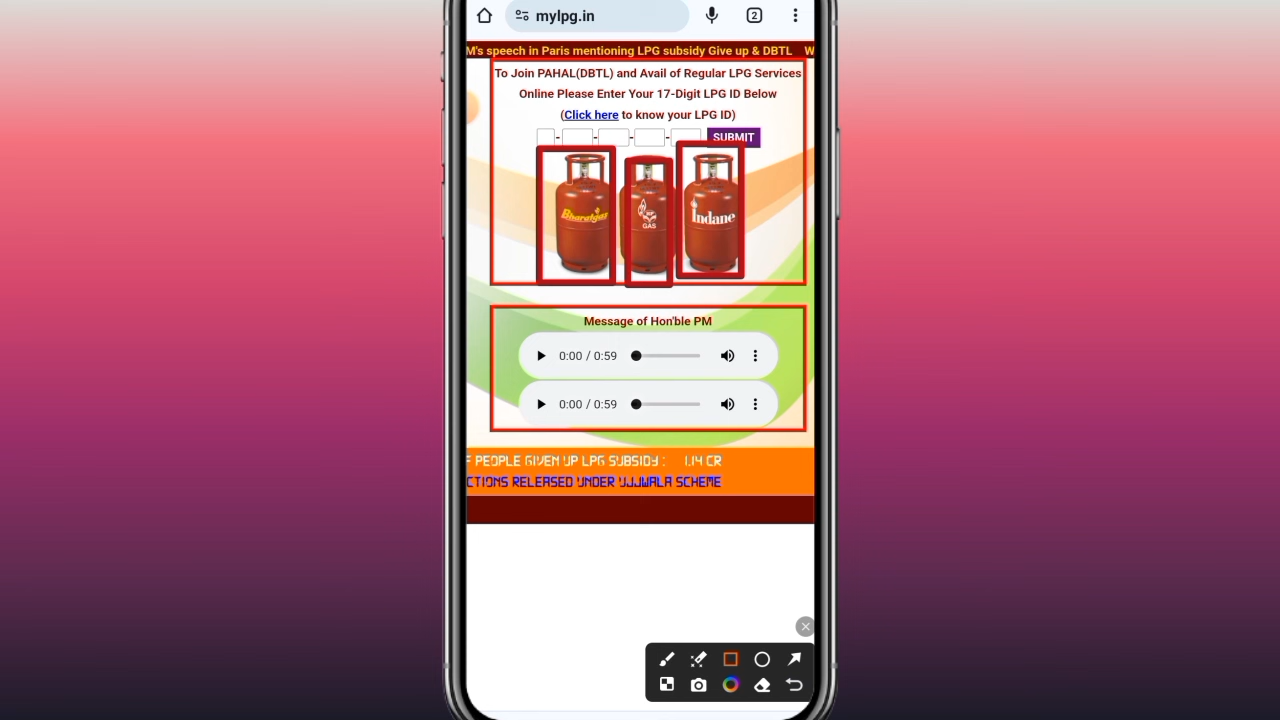 mylpg.in
2
M's speech in Paris mentioning LPG subsidy Give up & DBTL W
To Join PAHAL(DBTL) and Avail of Regular LPG Services
Online Please Enter Your 17-Digit LPG ID Below
(Click here to know your LPG ID)
- - - - SUBMIT
Bharatgas
HP
GAS
Indane
Message of Hon'ble PM
0:00 / 0:59
0:00 / 0:59
F PEOPLE GIVEN UP LPG SUBSIDY : 1.14 CR
CTIONS RELEASED UNDER UJJWALA SCHEME